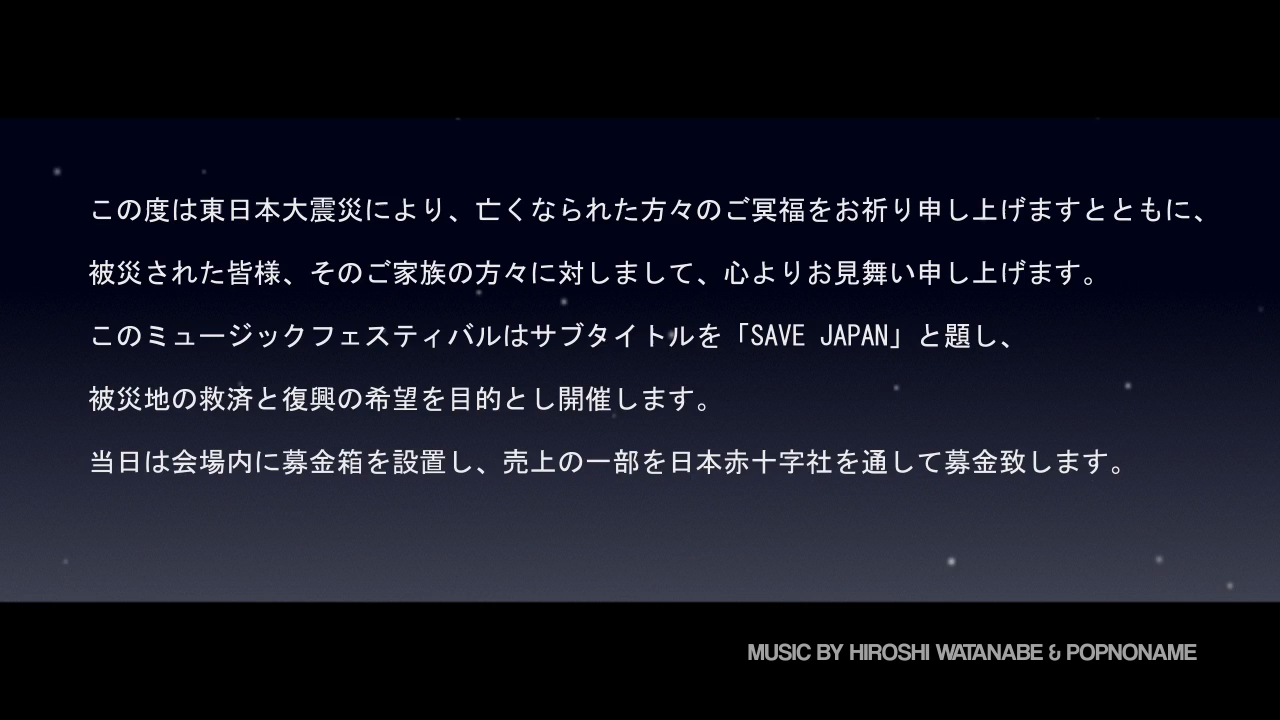 この度は東日本大震災により、亡くなられた方々のご冥福をお祈り申し上げますとともに、
被災された皆様、そのご家族の方々に対しまして、心よりお見舞い申し上げます。
このミュージックフェスティバルはサブタイトルを「SAVE JAPAN」と題し、
被災地の救済と復興の希望を目的とし開催します。
当日は会場内に募金箱を設置し、売上の一部を日本赤十字社を通して募金致します。
MUSIC BY HIROSHI WATANABE & POPNONAME